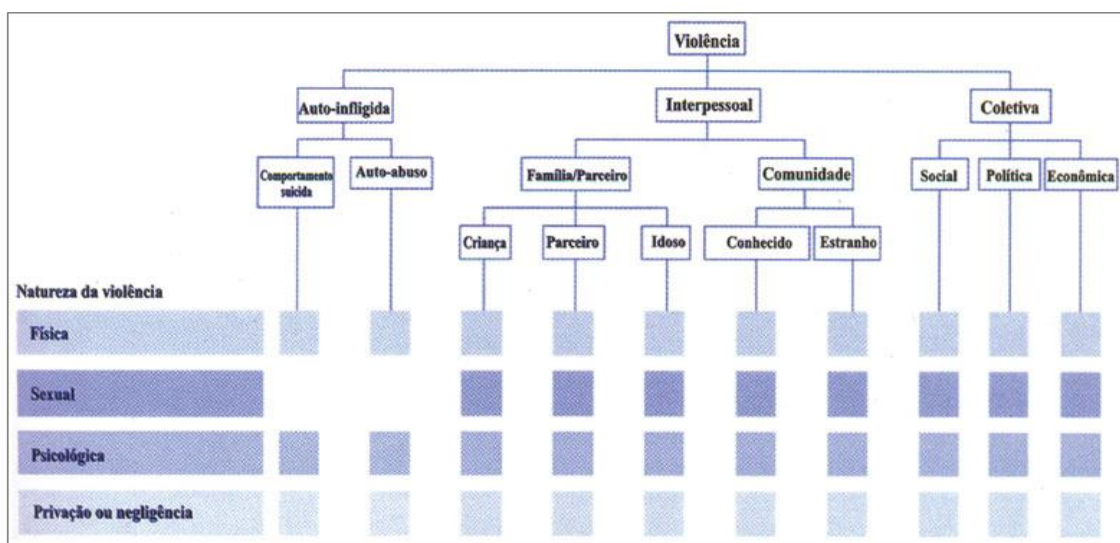 Violência
Auto-infligida
Interpessoal
Coletiva
Comportamento
suicida
Auto-abuso
Família/Parceiro
Comunidade
Social
Política
Econômica
Criança
Parceiro
Idoso
Conhecido
Estranho
Natureza da violência
Física
Sexual
Psicológica
Privação ou negligência